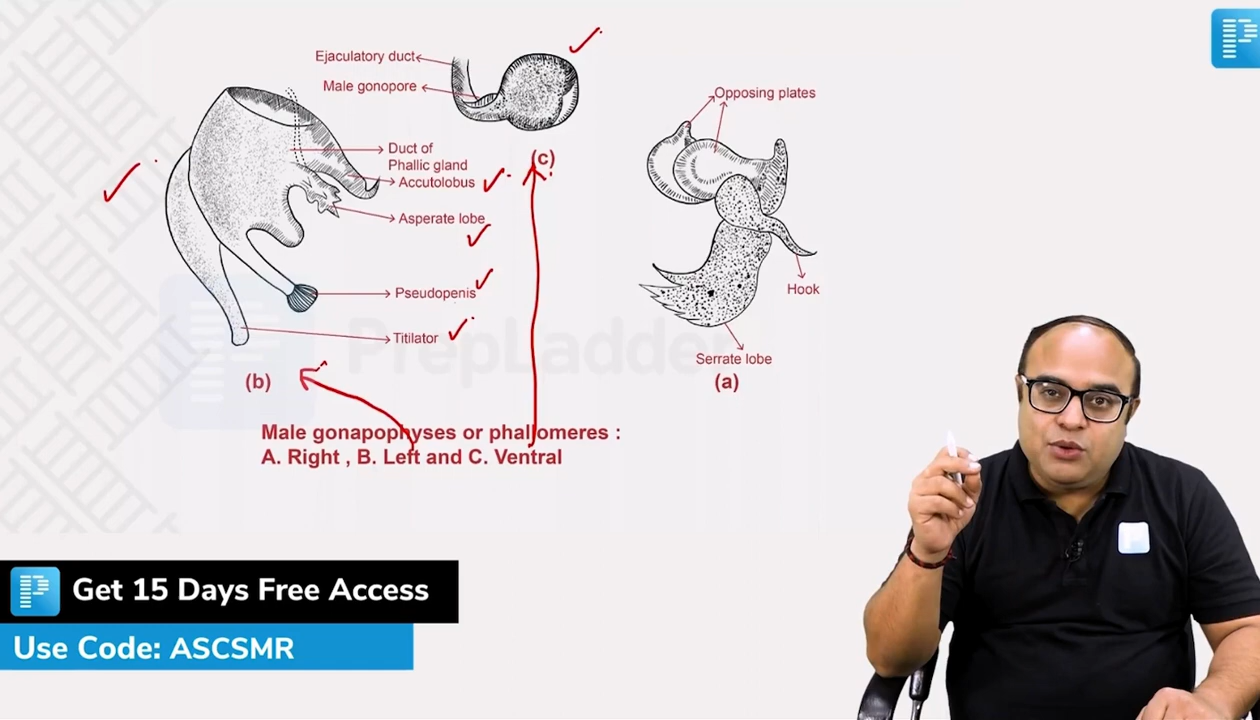 Ejaculatory duct
Male gonopore
Opposing plates
Duct of
Phallic gland
Accutolobus
(c)
Asperate lobe
Hook
Pseudopenis
Titilator
PrepLadder
Serrate lobe
(b)
(a)
Male gonapophyses or phallomeres :
A. Right , B. Left and C. Ventral
Get 15 Days Free Access
Use Code: ASCSMR